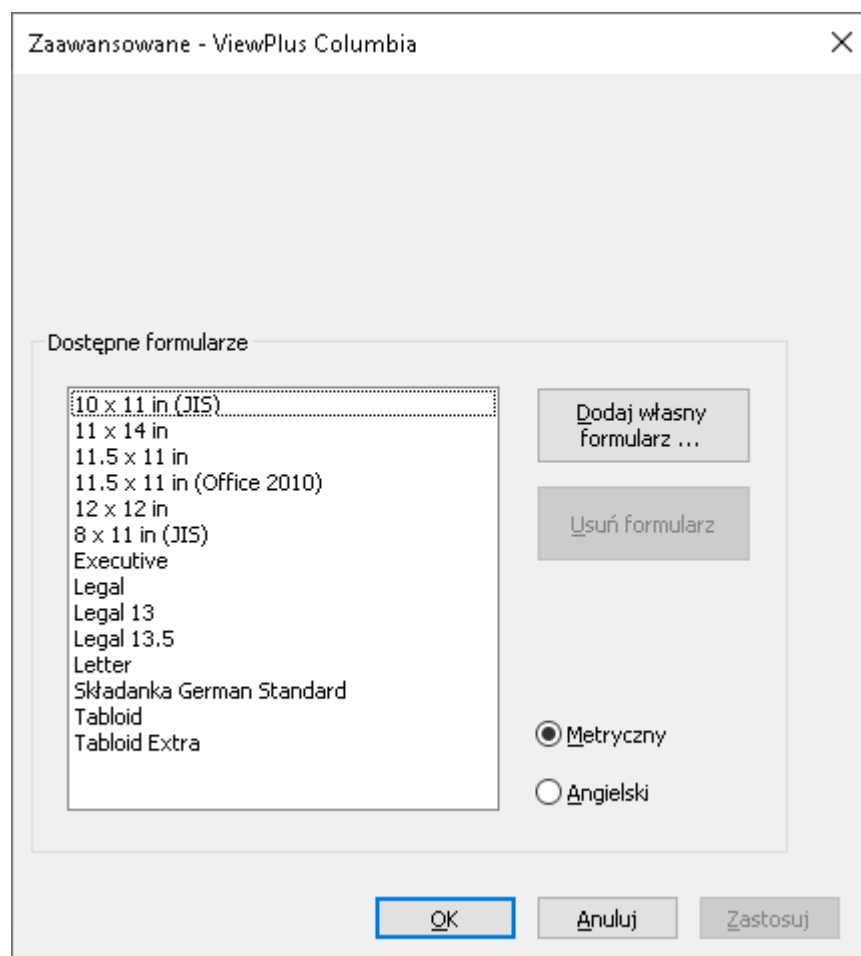 Zaawansowane - ViewPlus Columbia
Dostępne formularze
10 x 11 in (JIS)
11 x 14 in
11.5 x 11 in
11.5 x 11 in (Office 2010)
12 x 12 in
8 x 11 in (JIS)
Executive
Legal
Legal 13
Legal 13.5
Letter
Składanka German Standard
Tabloid
Tabloid Extra
Dodaj własny
formularz ...
Usuń formularz
Metryczny
Angielski
OK
Anuluj
Zastosuj